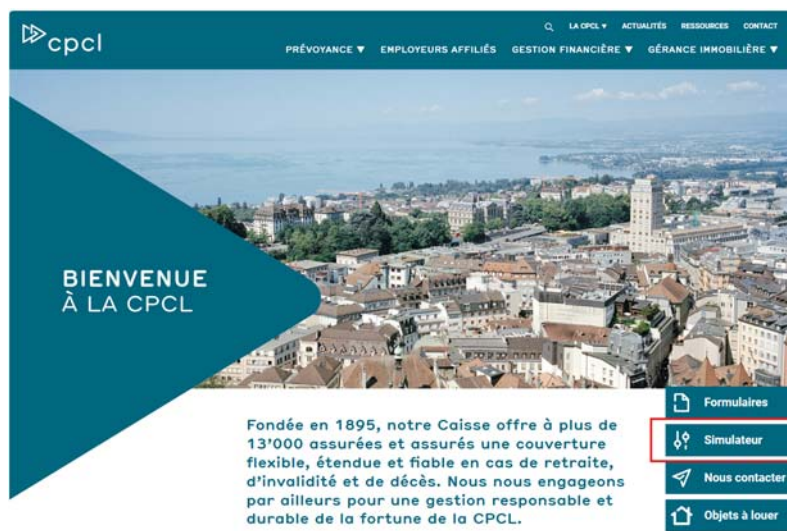 cpcl
LA CPCL ▼ ACTUALITÉS RESSOURCES CONTACT
PRÉVOYANCE ▼ EMPLOYEURS AFFILIÉS GESTION FINANCIÈRE ▼ GÉRANCE IMMOBILIÈRE ▼
BIENVENUE
À LA CPCL
Formulaires
Simulateur
Nous contacter
Objets à louer
Fondée en 1895, notre Caisse offre à plus de
13'000 assurées et assurés une couverture
flexible, étendue et fiable en cas de retraite,
d'invalidité et de décès. Nous nous engageons
par ailleurs pour une gestion responsable et
durable de la fortune de la CPCL.